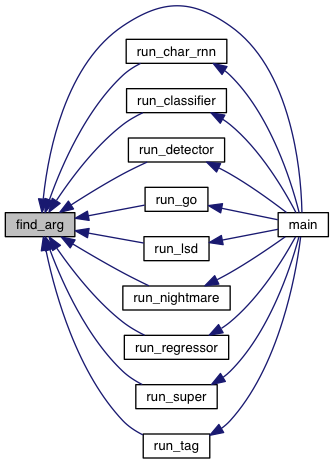 run_char_rnn
run_classifier
run_detector
run_go
find_arg
main
run_lsd
run_nightmare
run_regressor
run_super
run_tag